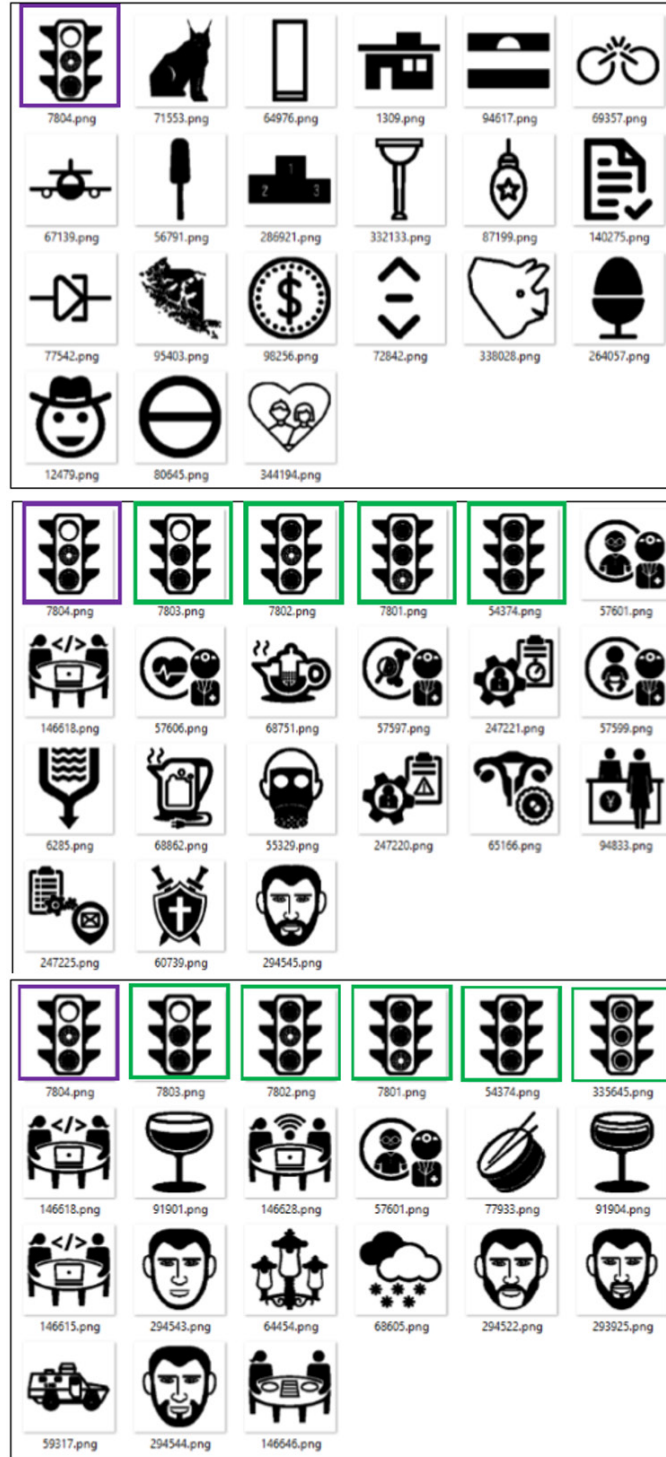 7804.png 71553.png 64976.png 1309.png 94617.png 69357.png
1
2 3
67139.png 56791.png 286921.png 332133.png 87199.png 140275.png
$
77542.png 95403.png 98256.png 72842.png 338028.png 264057.png
12479.png 80645.png 344194.png
7804.png 7803.png 7802.png 7801.png 54374.png 57601.png
</>
146618.png 57606.png 68751.png 57597.png 247221.png 57599.png
¥
6285.png 68862.png 55329.png 247220.png 65166.png 94833.png
247225.png 60739.png 294545.png
7804.png 7803.png 7802.png 7801.png 54374.png 335645.png
</>
146618.png 91901.png 146628.png 57601.png 77933.png 91904.png
</>
146615.png 294543.png 64454.png 68605.png 294522.png 293925.png
59317.png 294544.png 146646.png